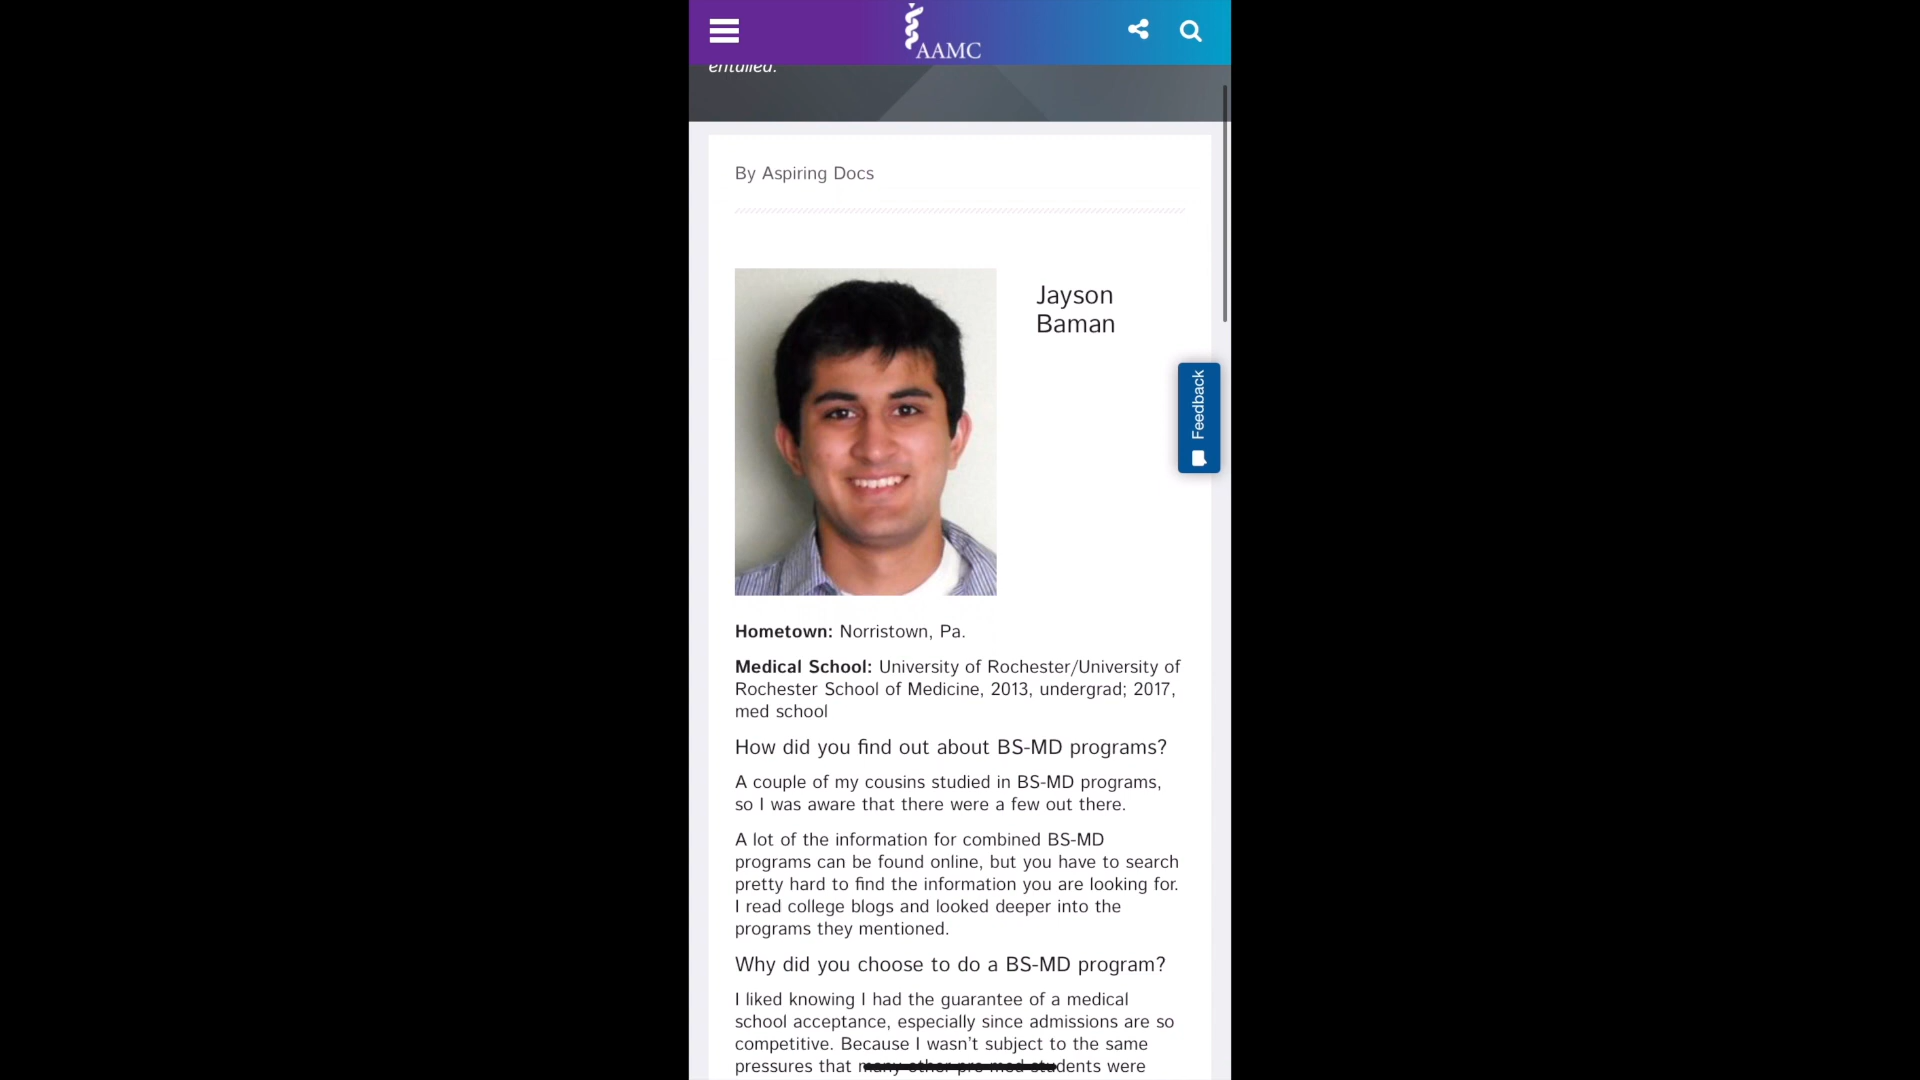 AAMC
entailed.
By Aspiring Docs
Jayson
Baman
Feedback
Hometown: Norristown, Pa.
Medical School: University of Rochester/University of
Rochester School of Medicine, 2013, undergrad; 2017,
med school
How did you find out about BS-MD programs?
A couple of my cousins studied in BS-MD programs,
so I was aware that there were a few out there.
A lot of the information for combined BS-MD
programs can be found online, but you have to search
pretty hard to find the information you are looking for.
I read college blogs and looked deeper into the
programs they mentioned.
Why did you choose to do a BS-MD program?
I liked knowing I had the guarantee of a medical
school acceptance, especially since admissions are so
competitive. Because I wasn’t subject to the same
pressures that many other pre-med students were